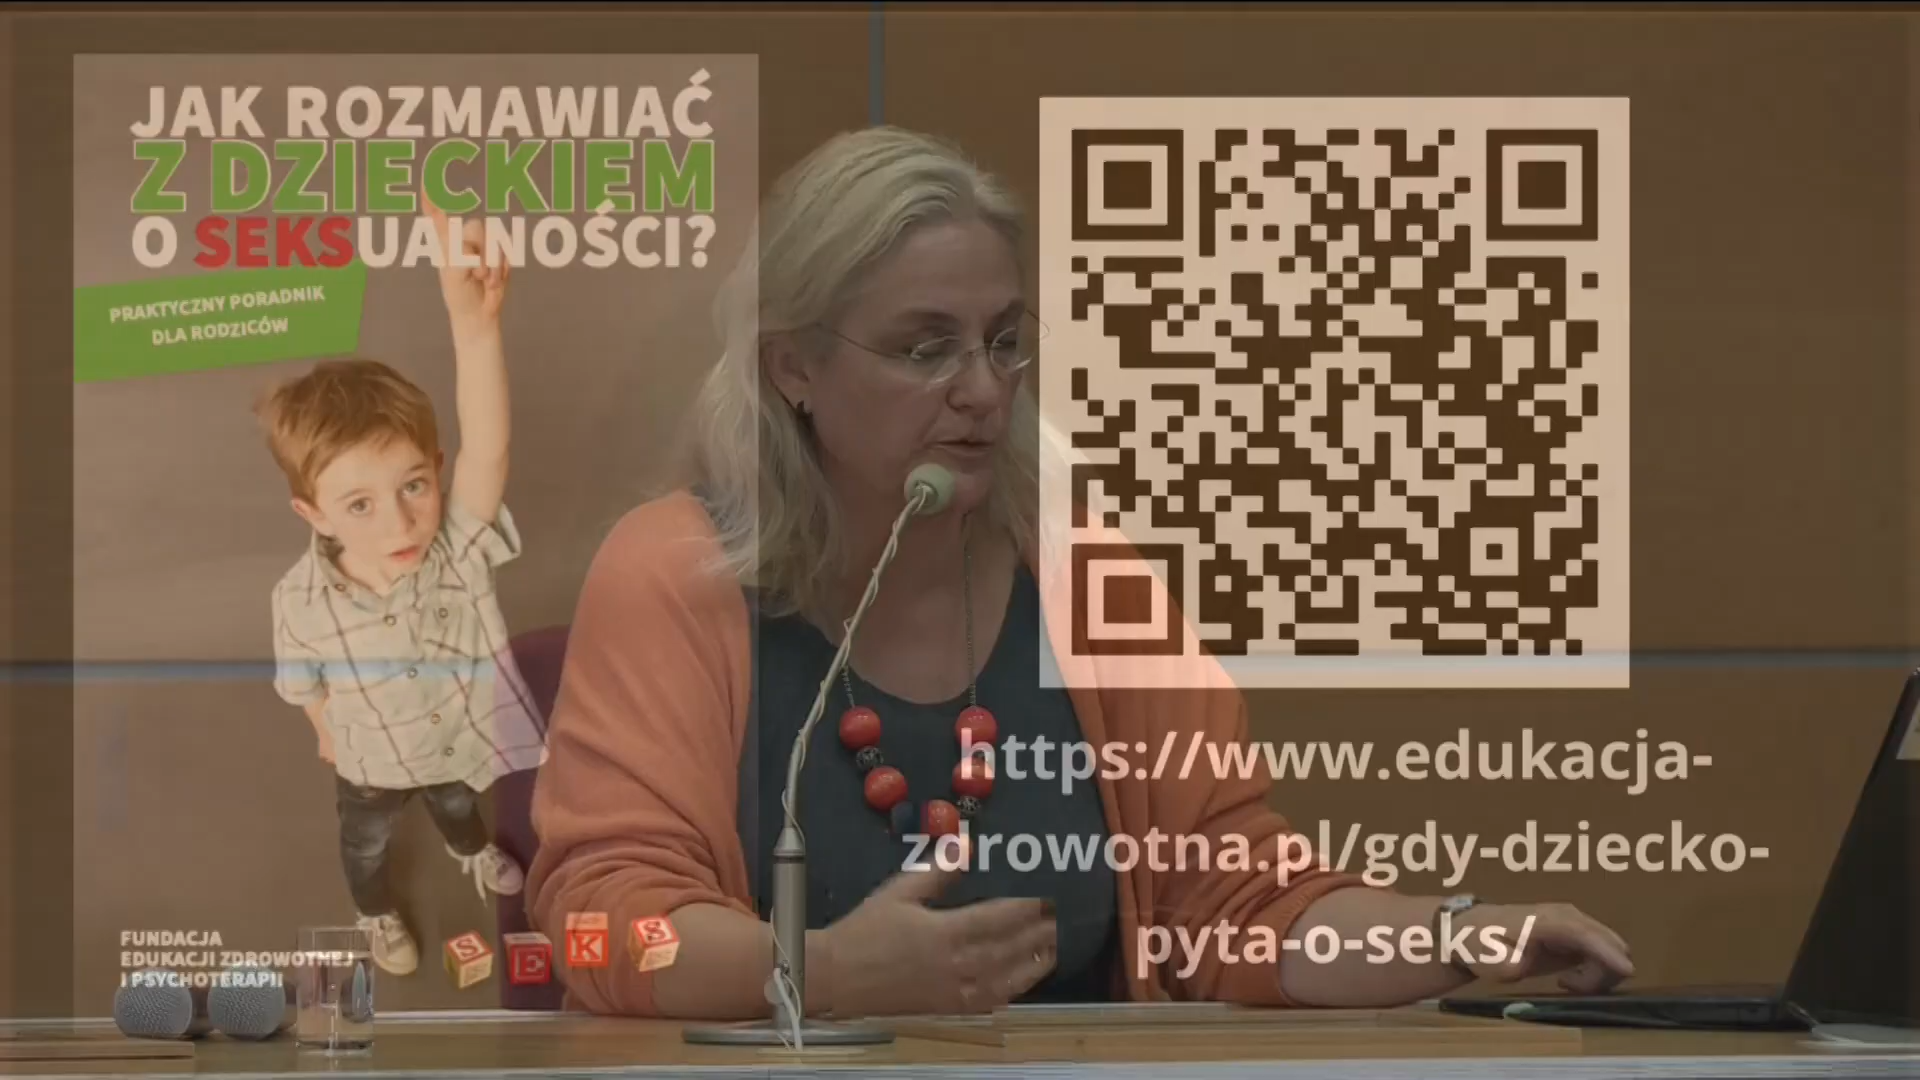 JAK ROZMAWIAĆ
Z DZIECKIEM
O SEKSUALNOŚCI?
PRAKTYCZNY PORADNIK
DLA RODZICÓW
FUNDACJA
EDUKACJI ZDROWOTNEJ
I PSYCHOTERAPII
S E K S
https://www.edukacja-
zdrowotna.pl/gdy-dziecko-
pyta-o-seks/